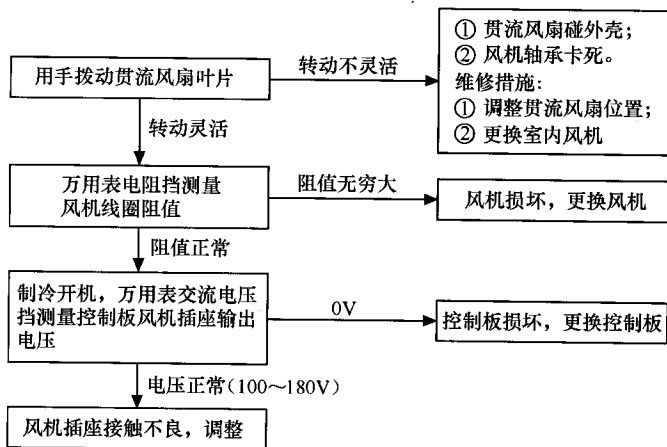 用手拨动贯流风扇叶片
转动不灵活
① 贯流风扇碰外壳；
② 风机轴承卡死。
维修措施：
① 调整贯流风扇位置；
② 更换室内风机
转动灵活
万用表电阻挡测量
风机线圈阻值
阻值无穷大
风机损坏，更换风机
阻值正常
制冷开机，万用表交流电压
挡测量控制板风机插座输出
电压
0V
控制板损坏，更换控制板
电压正常(100～180V)
风机插座接触不良，调整